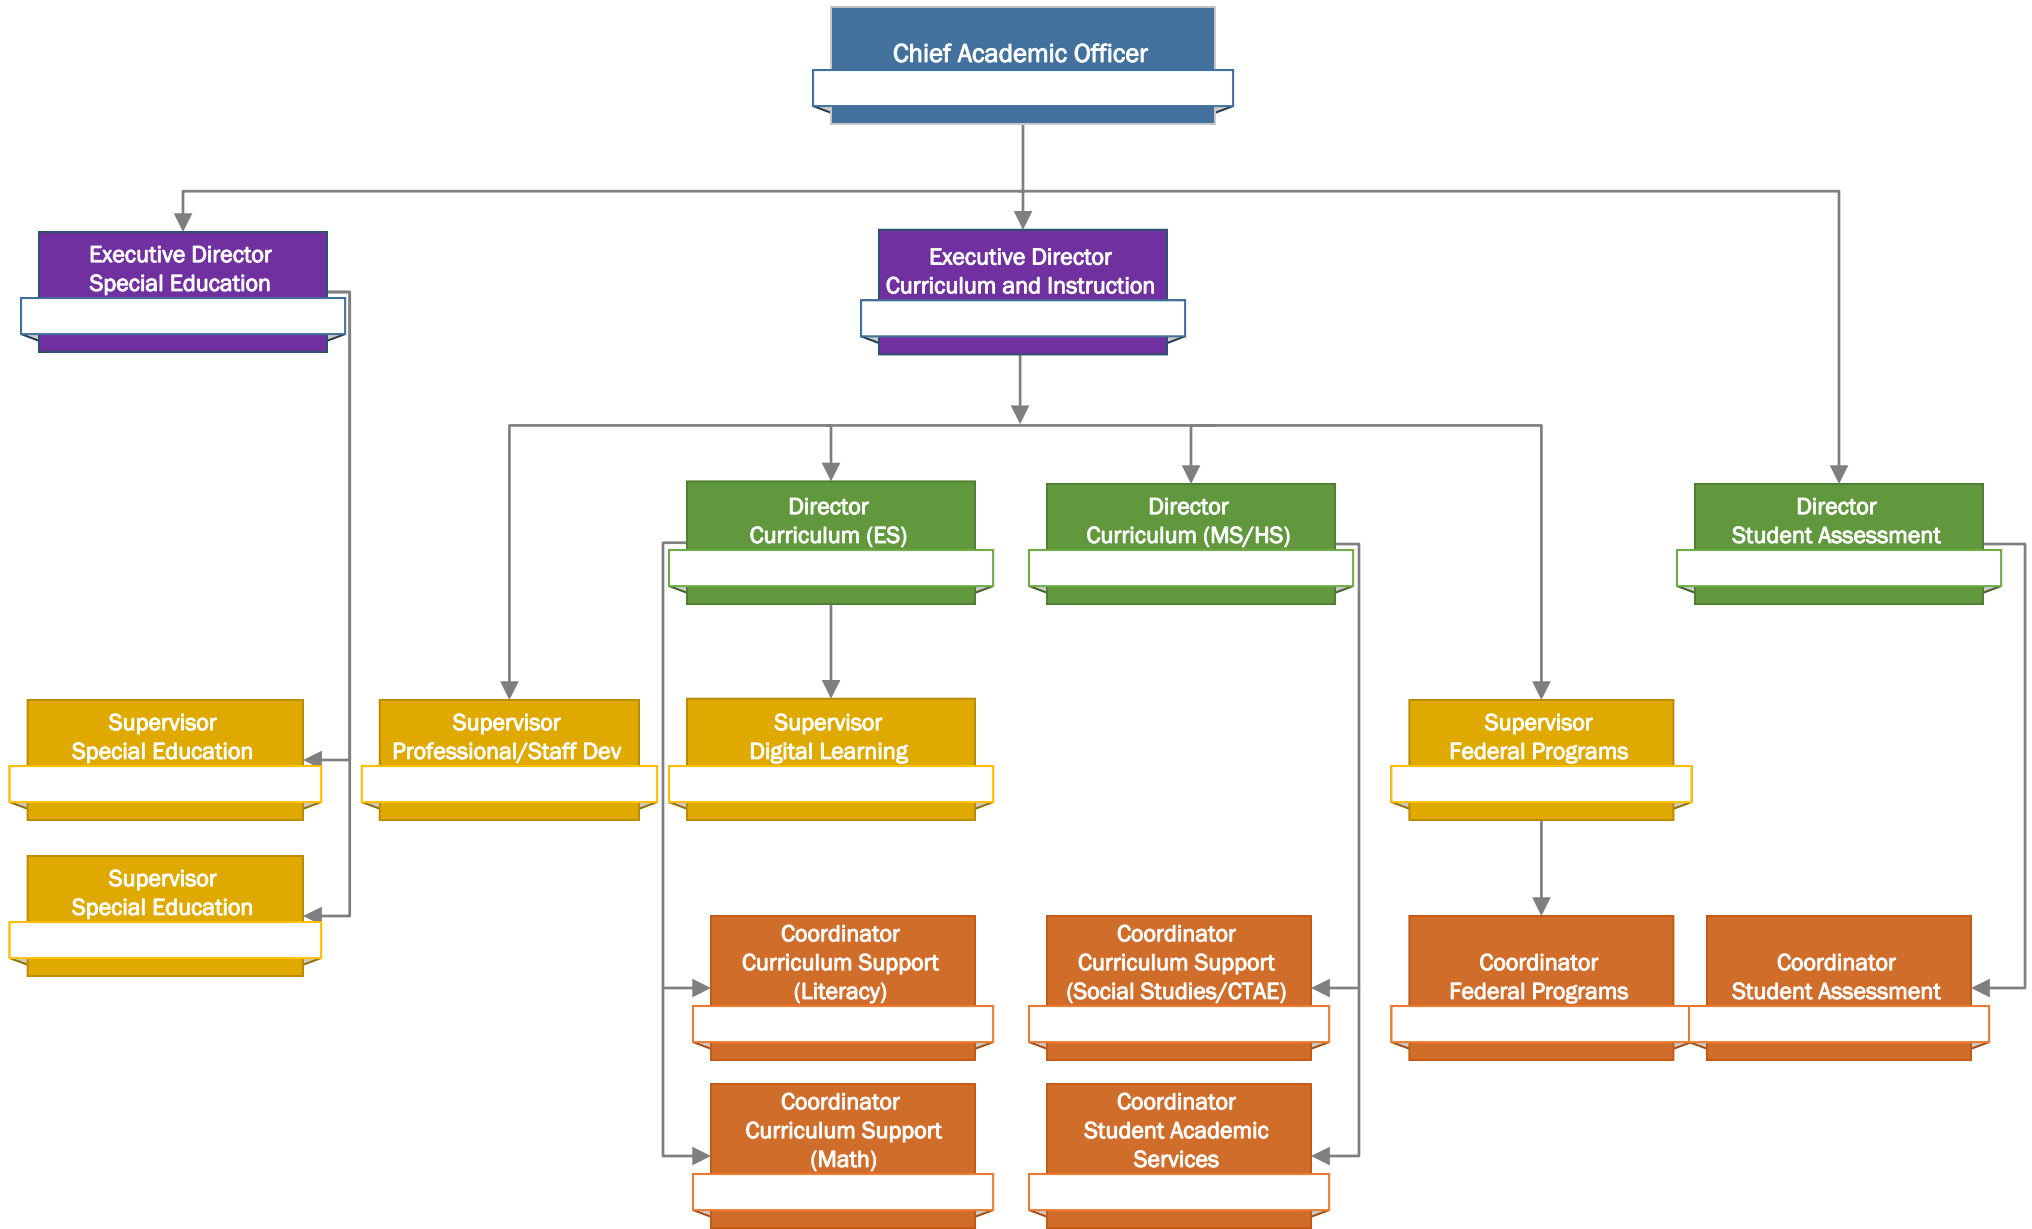 Chief Academic Officer
Executive Director
Special Education
Executive Director
Curriculum and Instruction
Director
Curriculum (ES)
Director
Curriculum (MS/HS)
Director
Student Assessment
Supervisor
Special Education
Supervisor
Professional/Staff Dev
Supervisor
Digital Learning
Supervisor
Federal Programs
Supervisor
Special Education
Coordinator
Curriculum Support
(Literacy)
Coordinator
Curriculum Support
(Social Studies/CTAE)
Coordinator
Federal Programs
Coordinator
Student Assessment
Coordinator
Curriculum Support
(Math)
Coordinator
Student Academic
Services